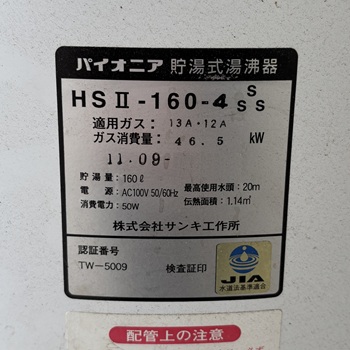 パイオニア 貯湯式湯沸器
HSⅡ-160-4 S S S
適用ガス： 13A・12A
ガス消費量： 46.5 kW
11.09-
貯湯量：160ℓ
電源：AC100V 50/60Hz 最高使用水頭：20m
消費電力：50W 伝熱面積：1.14㎡
株式会社サンキ工作所
認証番号
TW-5009 検査証印
JIA
水道法基準適合
配管上の注意